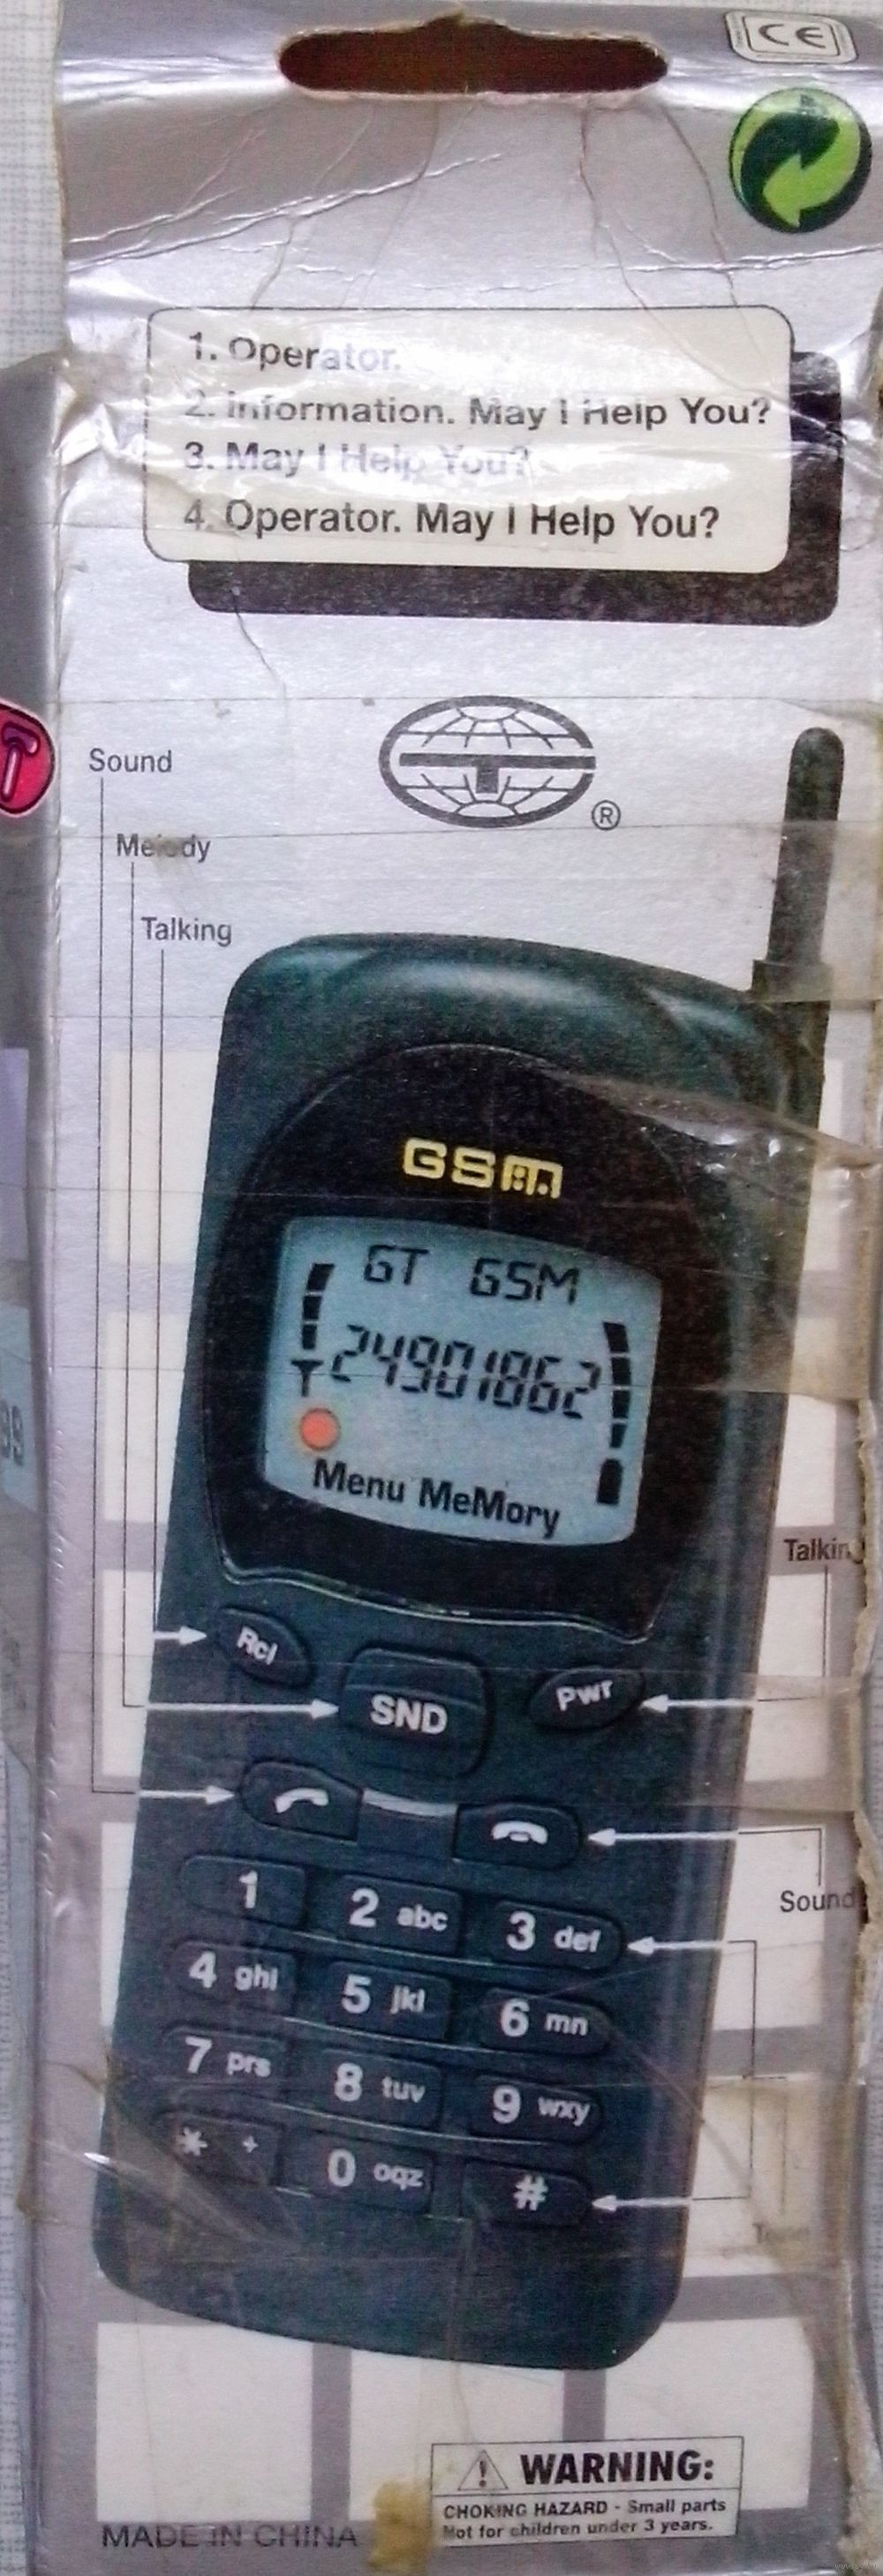 CE
1. Operator.
2. Information. May I Help You?
3. May I Help You?
4. Operator. May I Help You?
Sound
®
Melody
Talking
GSM
GT GSM
24901862
99
Menu MeMory
Talking
Rcl
SND
Pwr
Sound
1
2 abc
3 def
4 ghi
5 jkl
6 mn
7 prs
8 tuv
9 wxy
* +
0 oqz
#
WARNING:
CHOKING HAZARD - Small parts
Not for children under 3 years.
MADE IN CHINA